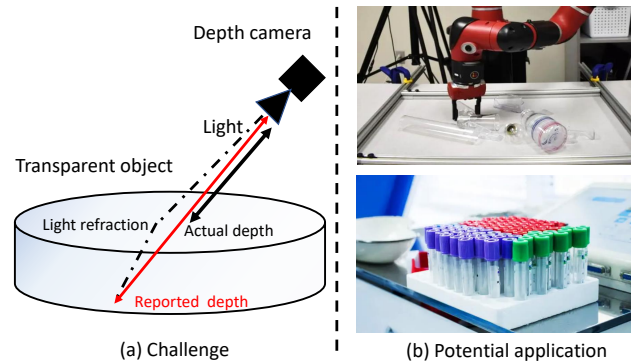 Depth camera
Light
Transparent object
Light refraction
Actual depth
Reported depth
(a) Challenge
(b) Potential application